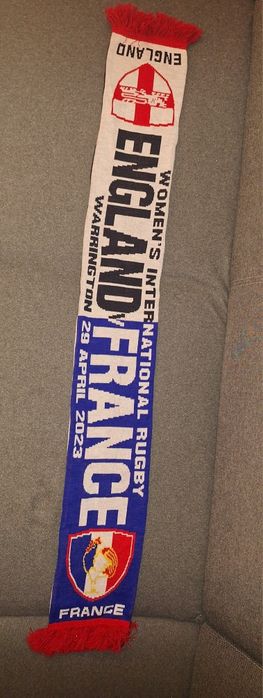 ENGLAND
WOMEN'S INTERNATIONAL RUGBY
ENGLAND V FRANCE
WARRINGTON 29 APRIL 2023
FRANCE